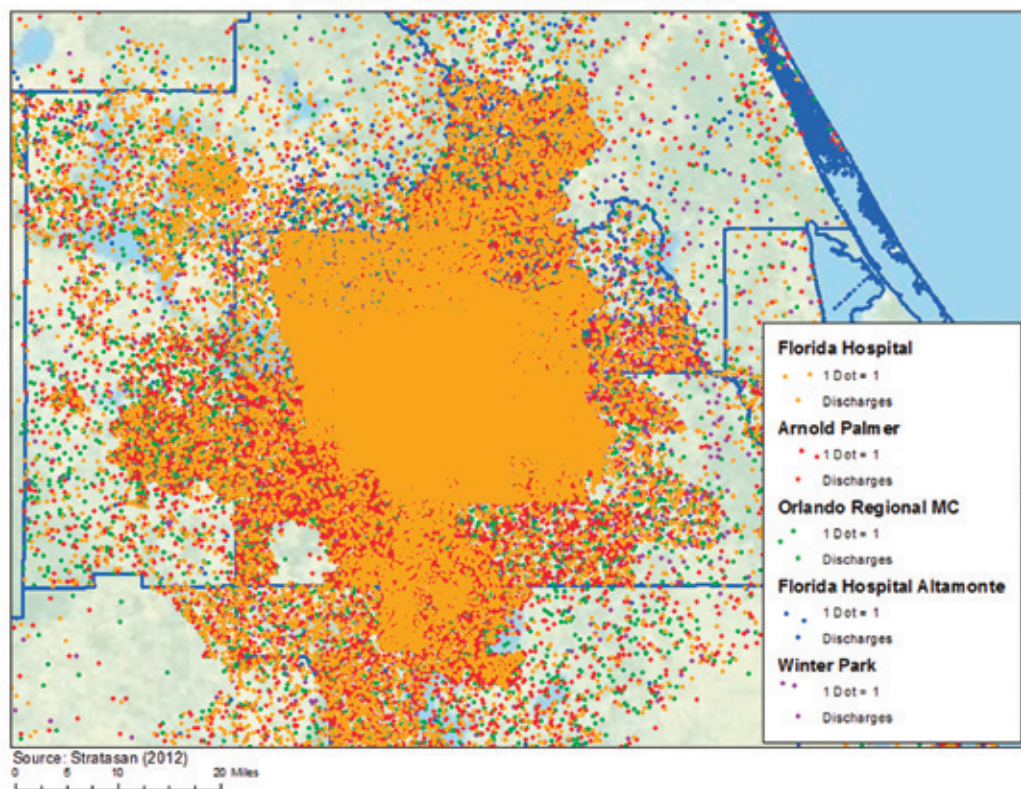 Florida Hospital
1 Dot = 1
Discharges
Arnold Palmer
1 Dot = 1
Discharges
Orlando Regional MC
1 Dot = 1
Discharges
Florida Hospital Altamonte
1 Dot = 1
Discharges
Winter Park
1 Dot = 1
Discharges
Source: Stratasan (2012)
0 5 10 20 Miles